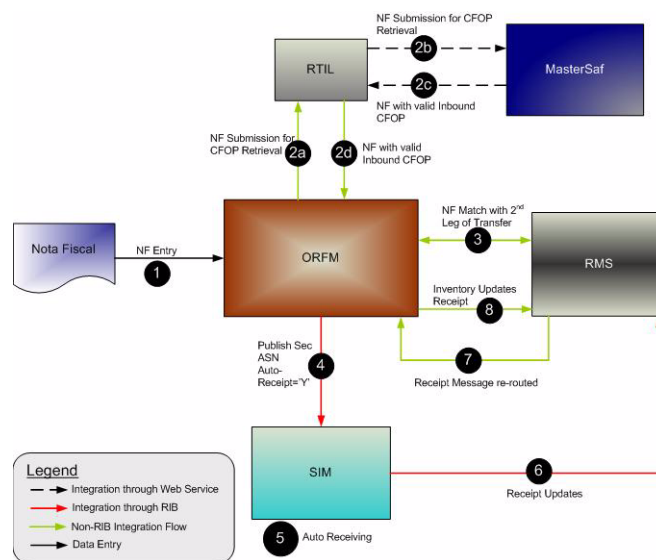 NF Submission for CFOP
Retrieval
2b
RTIL
MasterSaf
2c
NF with valid Inbound
CFOP
NF Submission for
CFOP Retrieval
2a
2d
NF with valid
Inbound CFOP
Nota Fiscal
NF Entry
1
ORFM
NF Match with 2nd
Leg of Transfer
3
RMS
Inventory Updates
Receipt
8
7
Receipt Message re-routed
Publish Sec
ASN
Auto-
Receipt='Y'
4
SIM
6
Receipt Updates
5
Auto Receiving
Legend
Integration through Web Service
Integration through RIB
Non-RIB Integration Flow
Data Entry